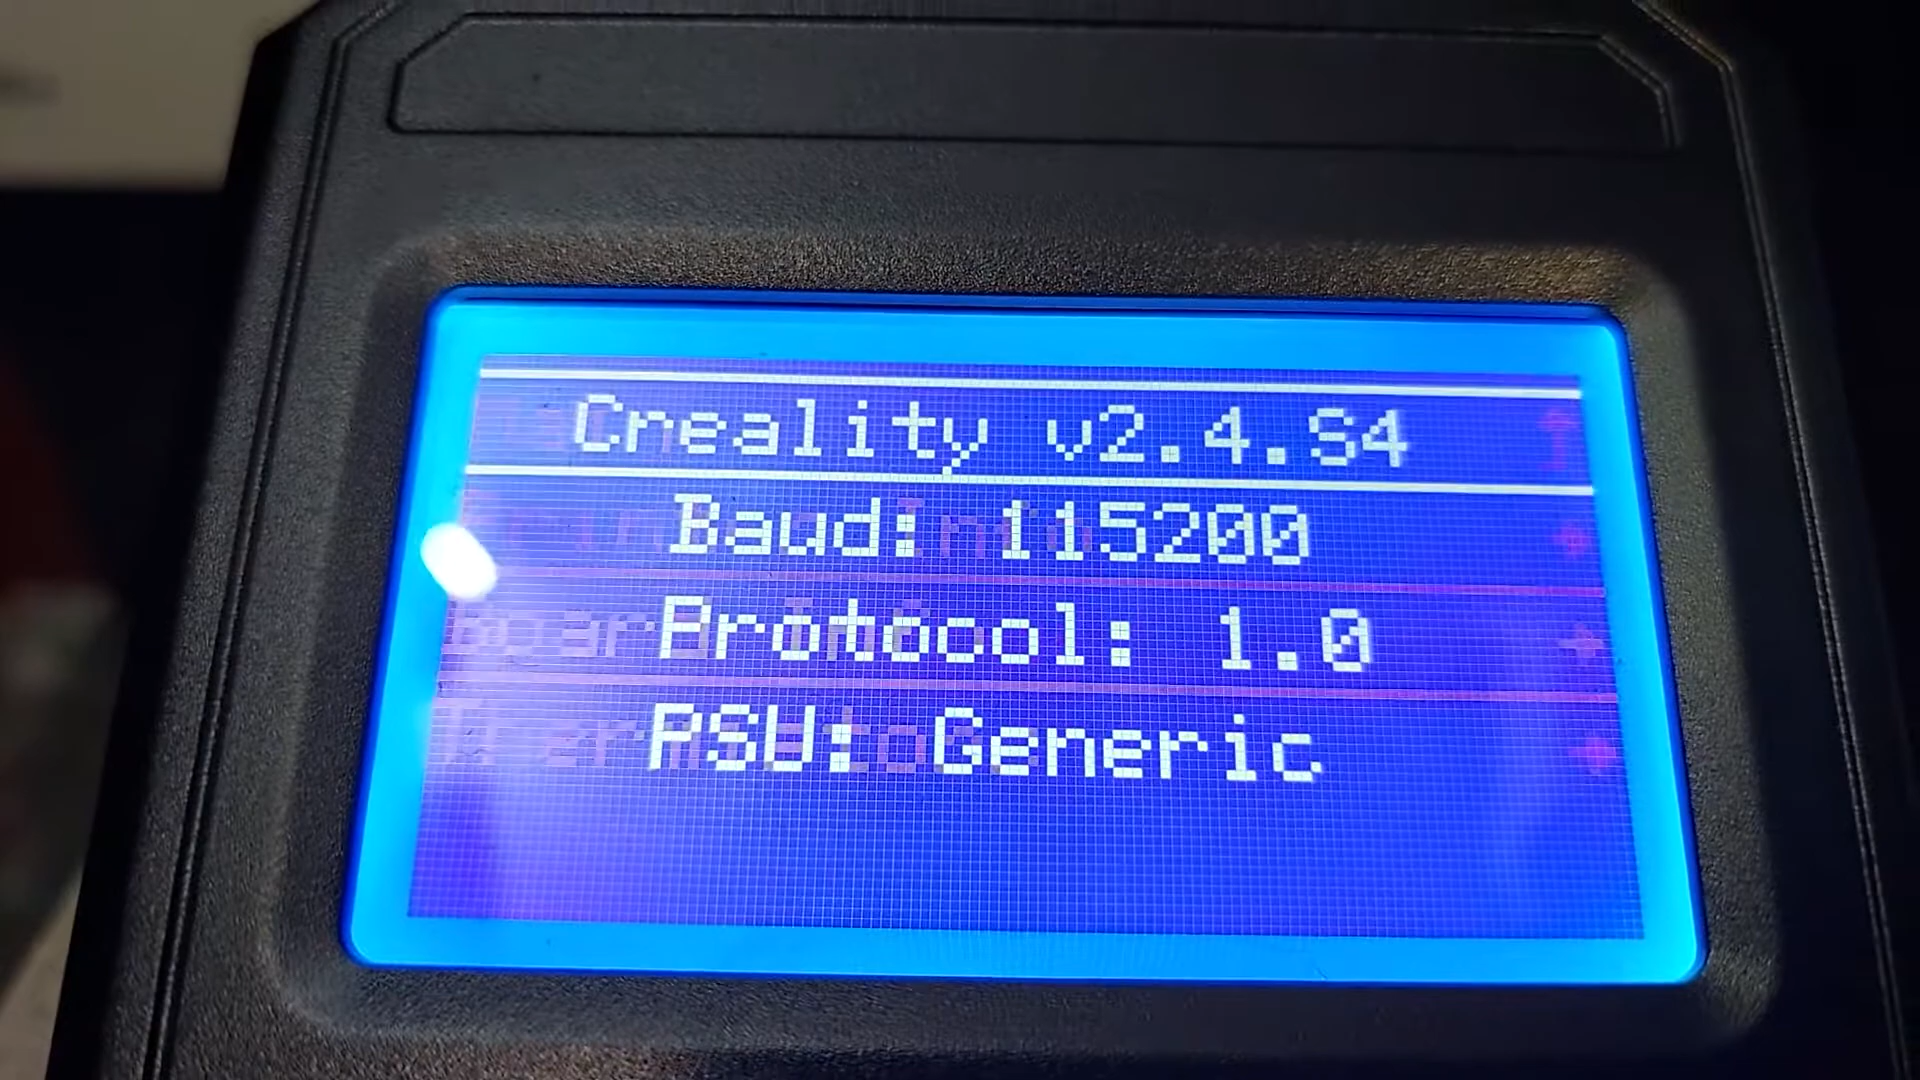 Creality v2.4.S4
Baud: 115200
Protocol: 1.0
PSU: Generic